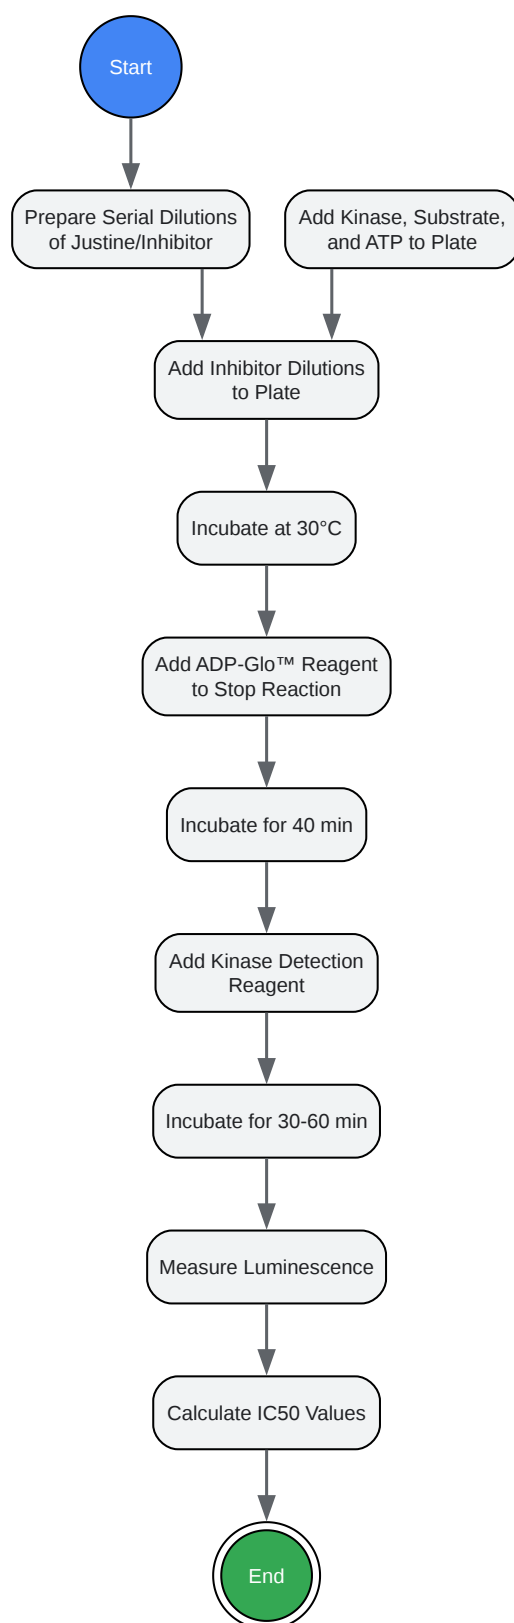 Start
Prepare Serial Dilutions
of Justine/Inhibitor
Add Kinase, Substrate,
and ATP to Plate
Add Inhibitor Dilutions
to Plate
Incubate at 30°C
Add ADP-Glo™ Reagent
to Stop Reaction
Incubate for 40 min
Add Kinase Detection
Reagent
Incubate for 30-60 min
Measure Luminescence
Calculate IC50 Values
End